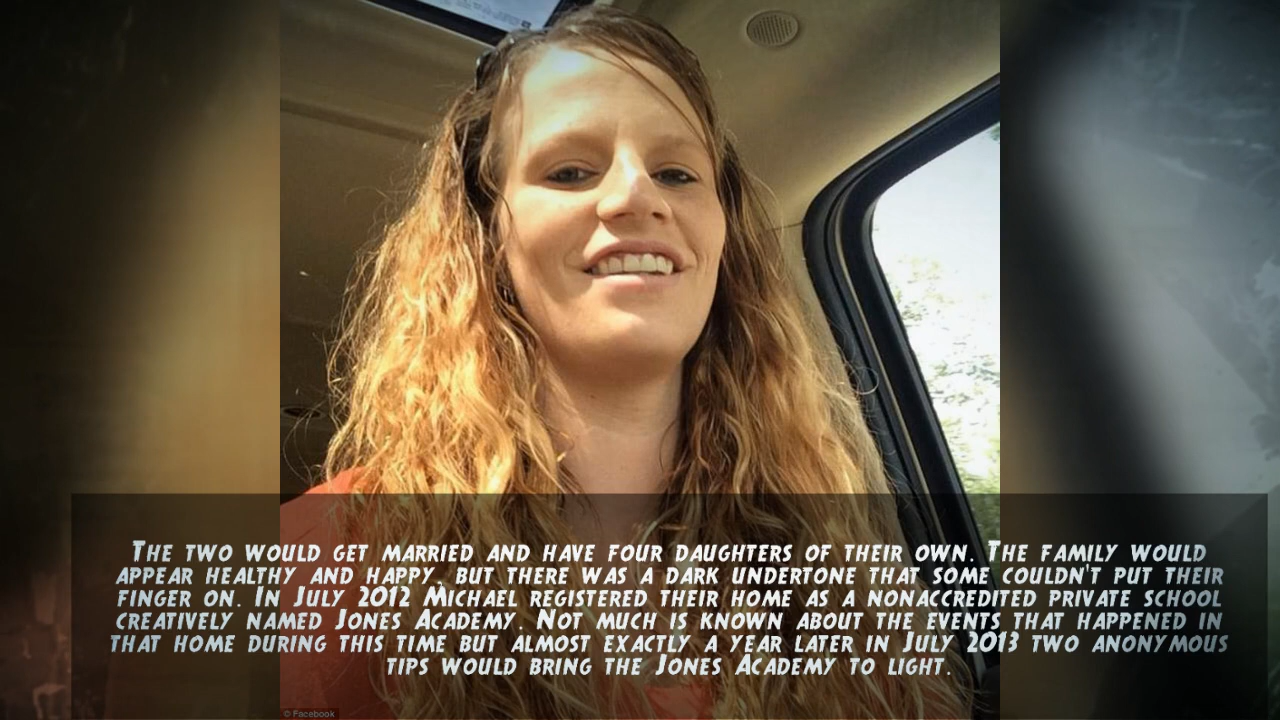 The two would get married and have four daughters of their own. The family would
appear healthy and happy, but there was a dark undertone that some couldn't put their
finger on. In July 2012 Michael registered their home as a nonaccredited private school
creatively named Jones Academy. Not much is known about the events that happened in
that home during this time but almost exactly a year later in July 2013 two anonymous
tips would bring the Jones Academy to light.
© Facebook